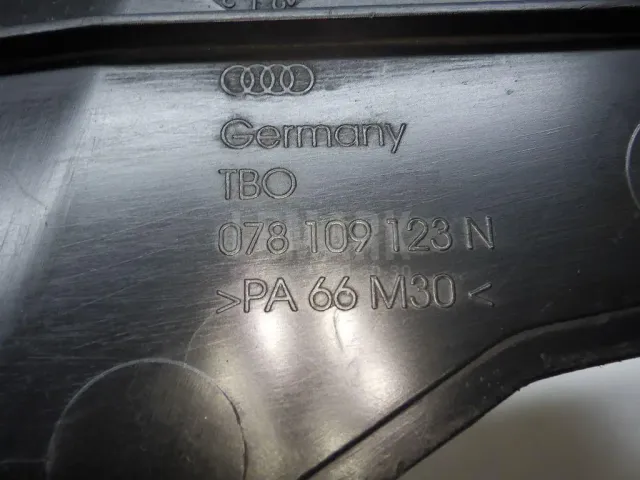 Germany
TBO
078 109 123 N
>PA 66 M30<